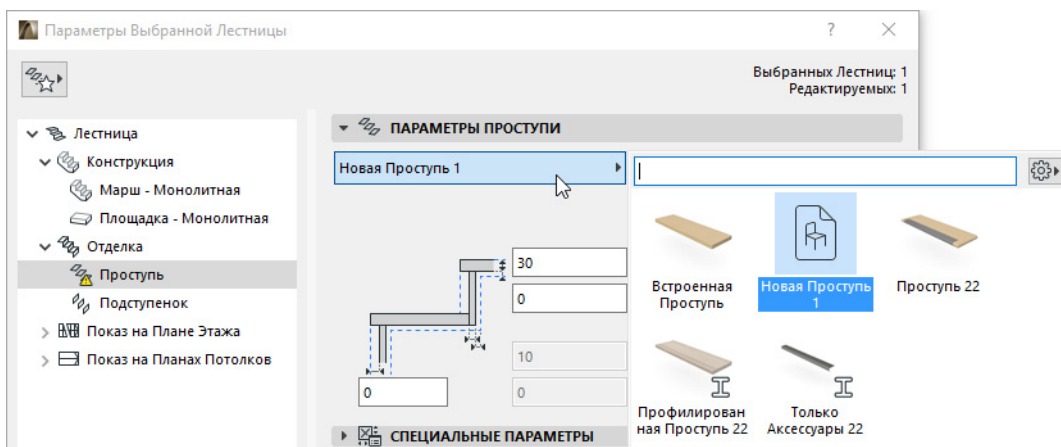 Параметры Выбранной Лестницы
?
Выбранных Лестниц: 1
Редактируемых: 1
Лестница
Конструкция
Марш - Монолитная
Площадка - Монолитная
Отделка
Проступь
Подступенок
Показ на Плане Этажа
Показ на Планах Потолков
ПАРАМЕТРЫ ПРОСТУПИ
Новая Проступь 1
30
0
10
0
0
СПЕЦИАЛЬНЫЕ ПАРАМЕТРЫ
Встроенная
Проступь
Новая Проступь
1
Проступь 22
Профилирован
ная Проступь 22
Только
Аксессуары 22